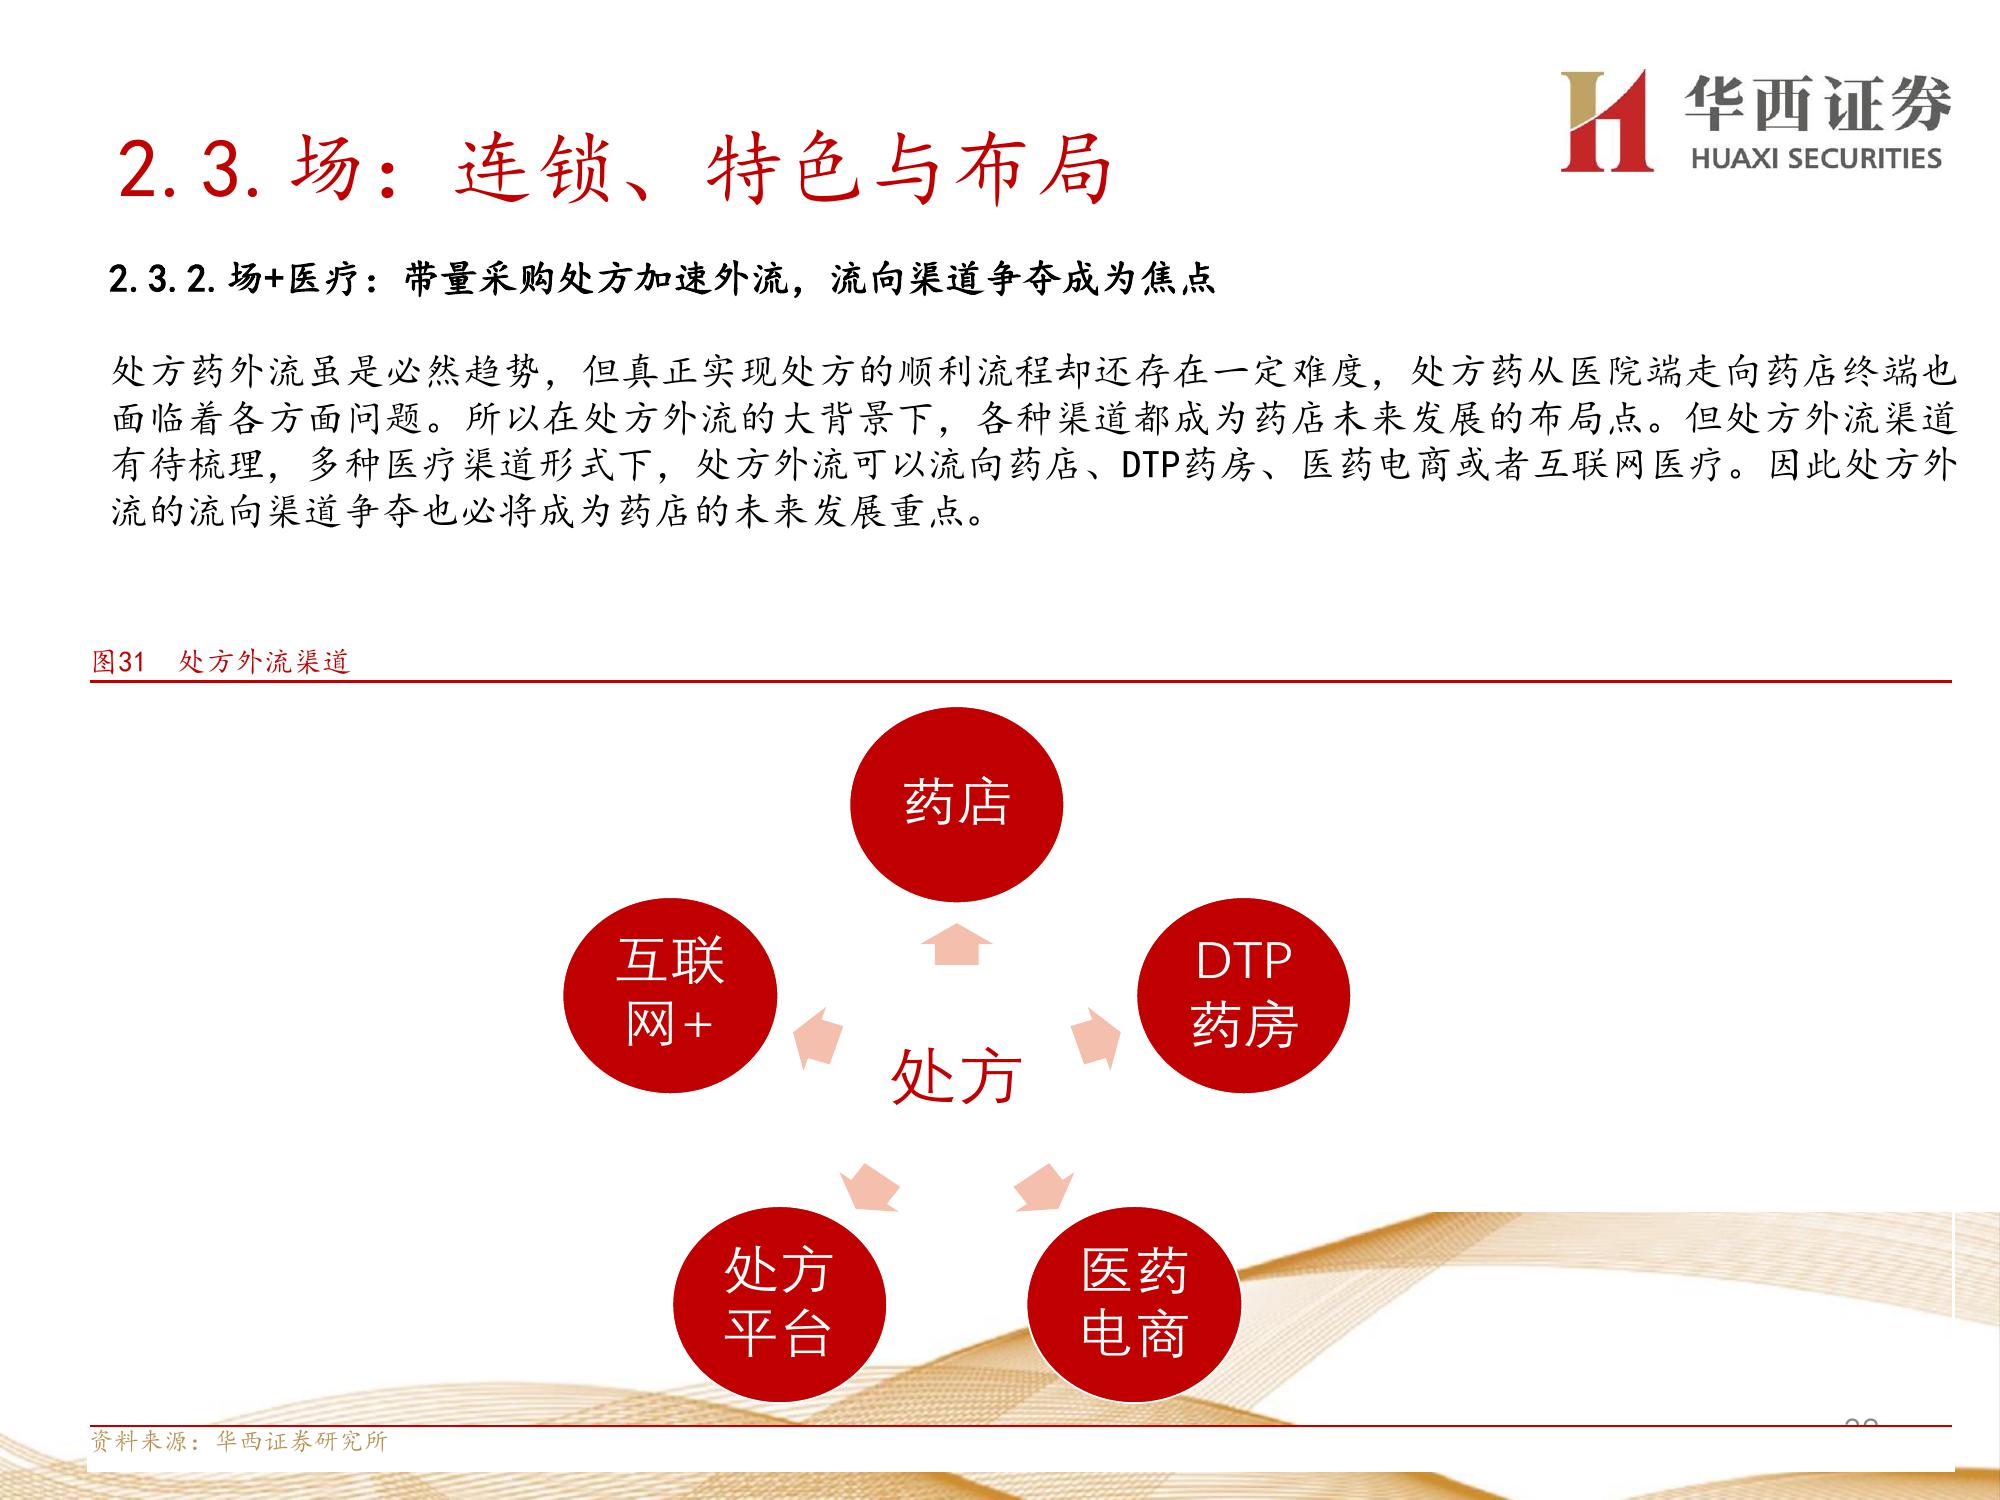 华西证券
HUAXI SECURITIES
2.3.场：连锁、特色与布局
2.3.2.场+医疗：带量采购处方加速外流，流向渠道争夺成为焦点
处方药外流虽是必然趋势，但真正实现处方的顺利流程却还存在一定难度，处方药从医院端走向药店终端也
面临着各方面问题。所以在处方外流的大背景下，各种渠道都成为药店未来发展的布局点。但处方外流渠道
有待梳理，多种医疗渠道形式下，处方外流可以流向药店、DTP药房、医药电商或者互联网医疗。因此处方外
流的流向渠道争夺也必将成为药店的未来发展重点。
图31 处方外流渠道
药店
互联
网+
DTP
药房
处方
处方
平台
医药
电商
资料来源：华西证券研究所